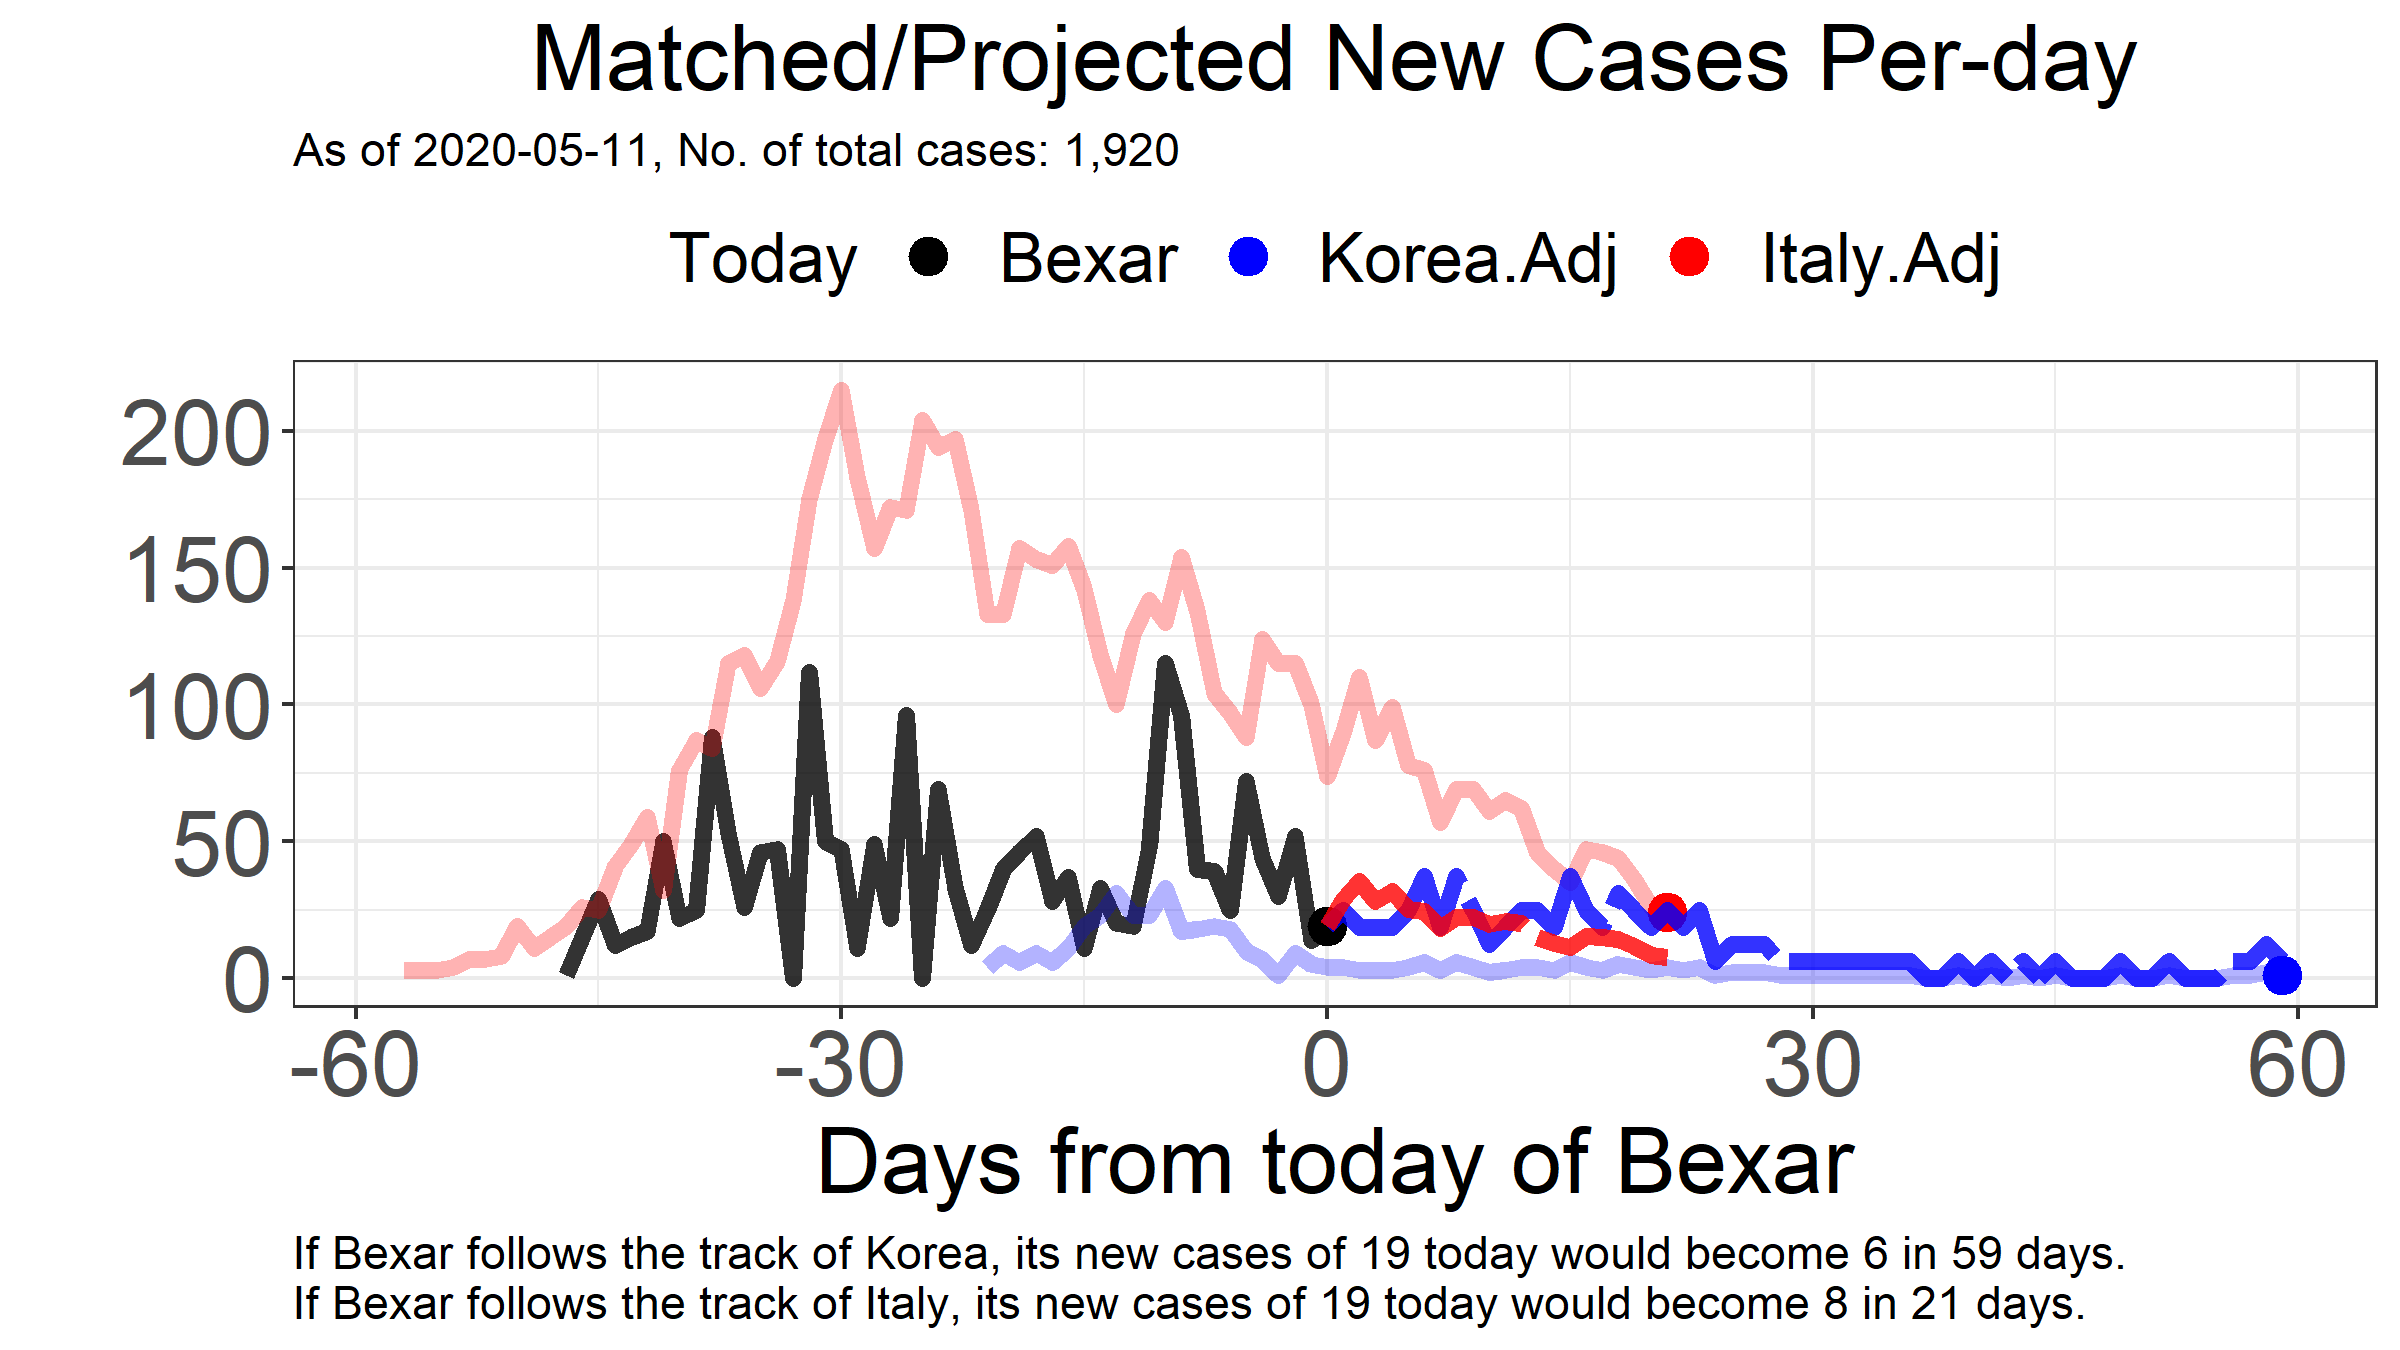 Matched/Projected New Cases Per-day
As of 2020-05-11, No. of total cases: 1,920
Today Bexar Korea.Adj Italy.Adj
200
150
100
50
0
-60 -30 0 30 60
Days from today of Bexar
If Bexar follows the track of Korea, its new cases of 19 today would become 6 in 59 days.
If Bexar follows the track of Italy, its new cases of 19 today would become 8 in 21 days.